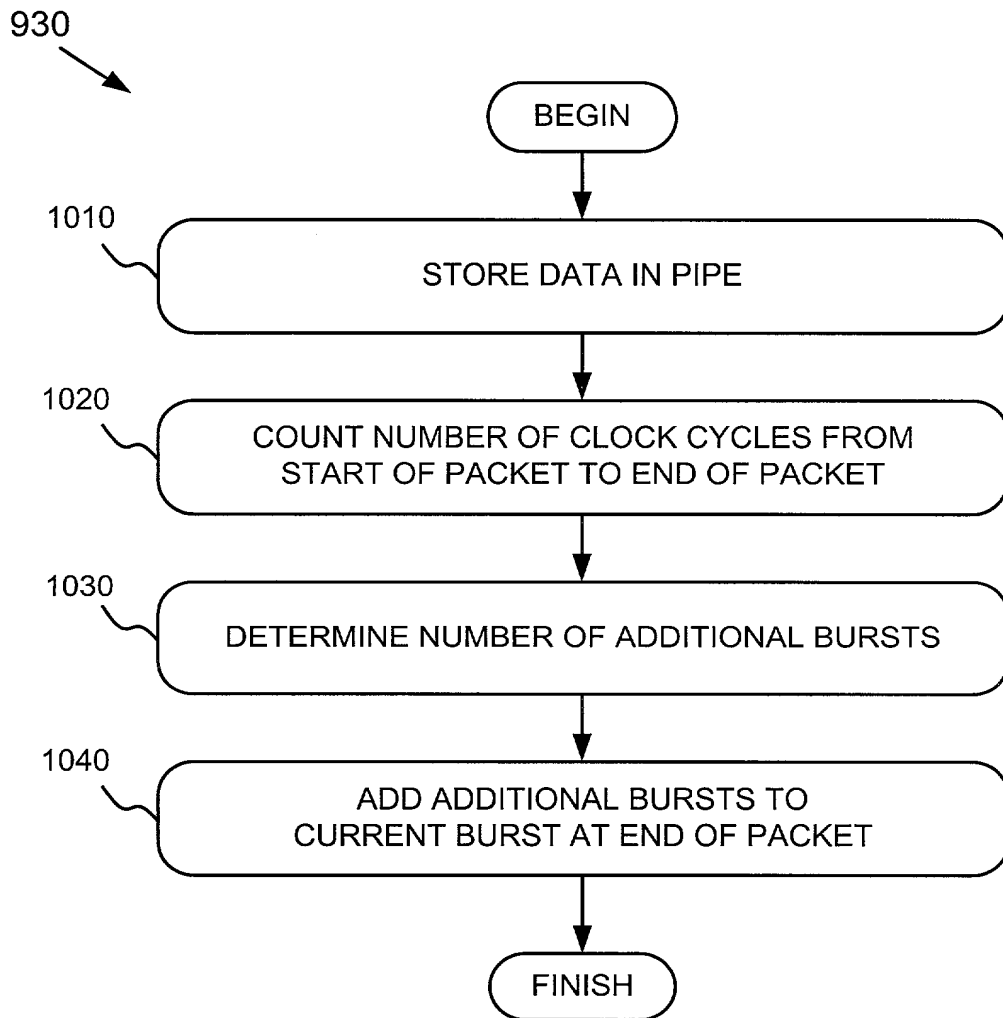 930
BEGIN
1010
STORE DATA IN PIPE
1020
COUNT NUMBER OF CLOCK CYCLES FROM
START OF PACKET TO END OF PACKET
1030
DETERMINE NUMBER OF ADDITIONAL BURSTS
1040
ADD ADDITIONAL BURSTS TO
CURRENT BURST AT END OF PACKET
FINISH